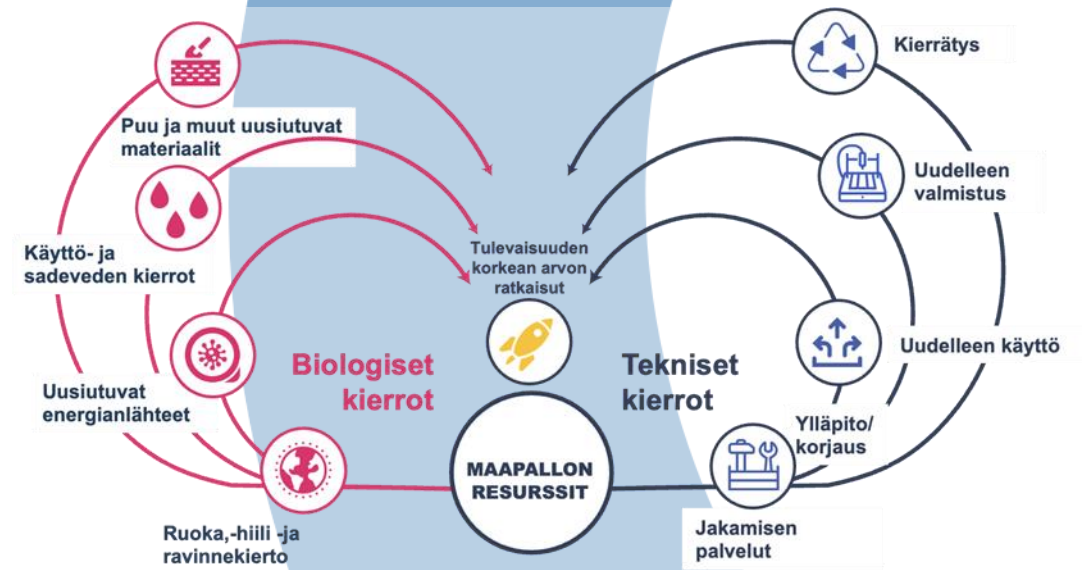 Kierrätys
Puu ja muut uusiutuvat
materiaalit
Uudelleen
valmistus
Käyttö- ja
sadeveden kierrot
Tulevaisuuden
korkean arvon
ratkaisut
Uudelleen käyttö
Biologiset
kierrot
Tekniset
kierrot
Uusiutuvat
energianlähteet
Ylläpito/
korjaus
MAAPALLON
RESURSSIT
Ruoka,-hiili -ja
ravinnekierto
Jakamisen
palvelut